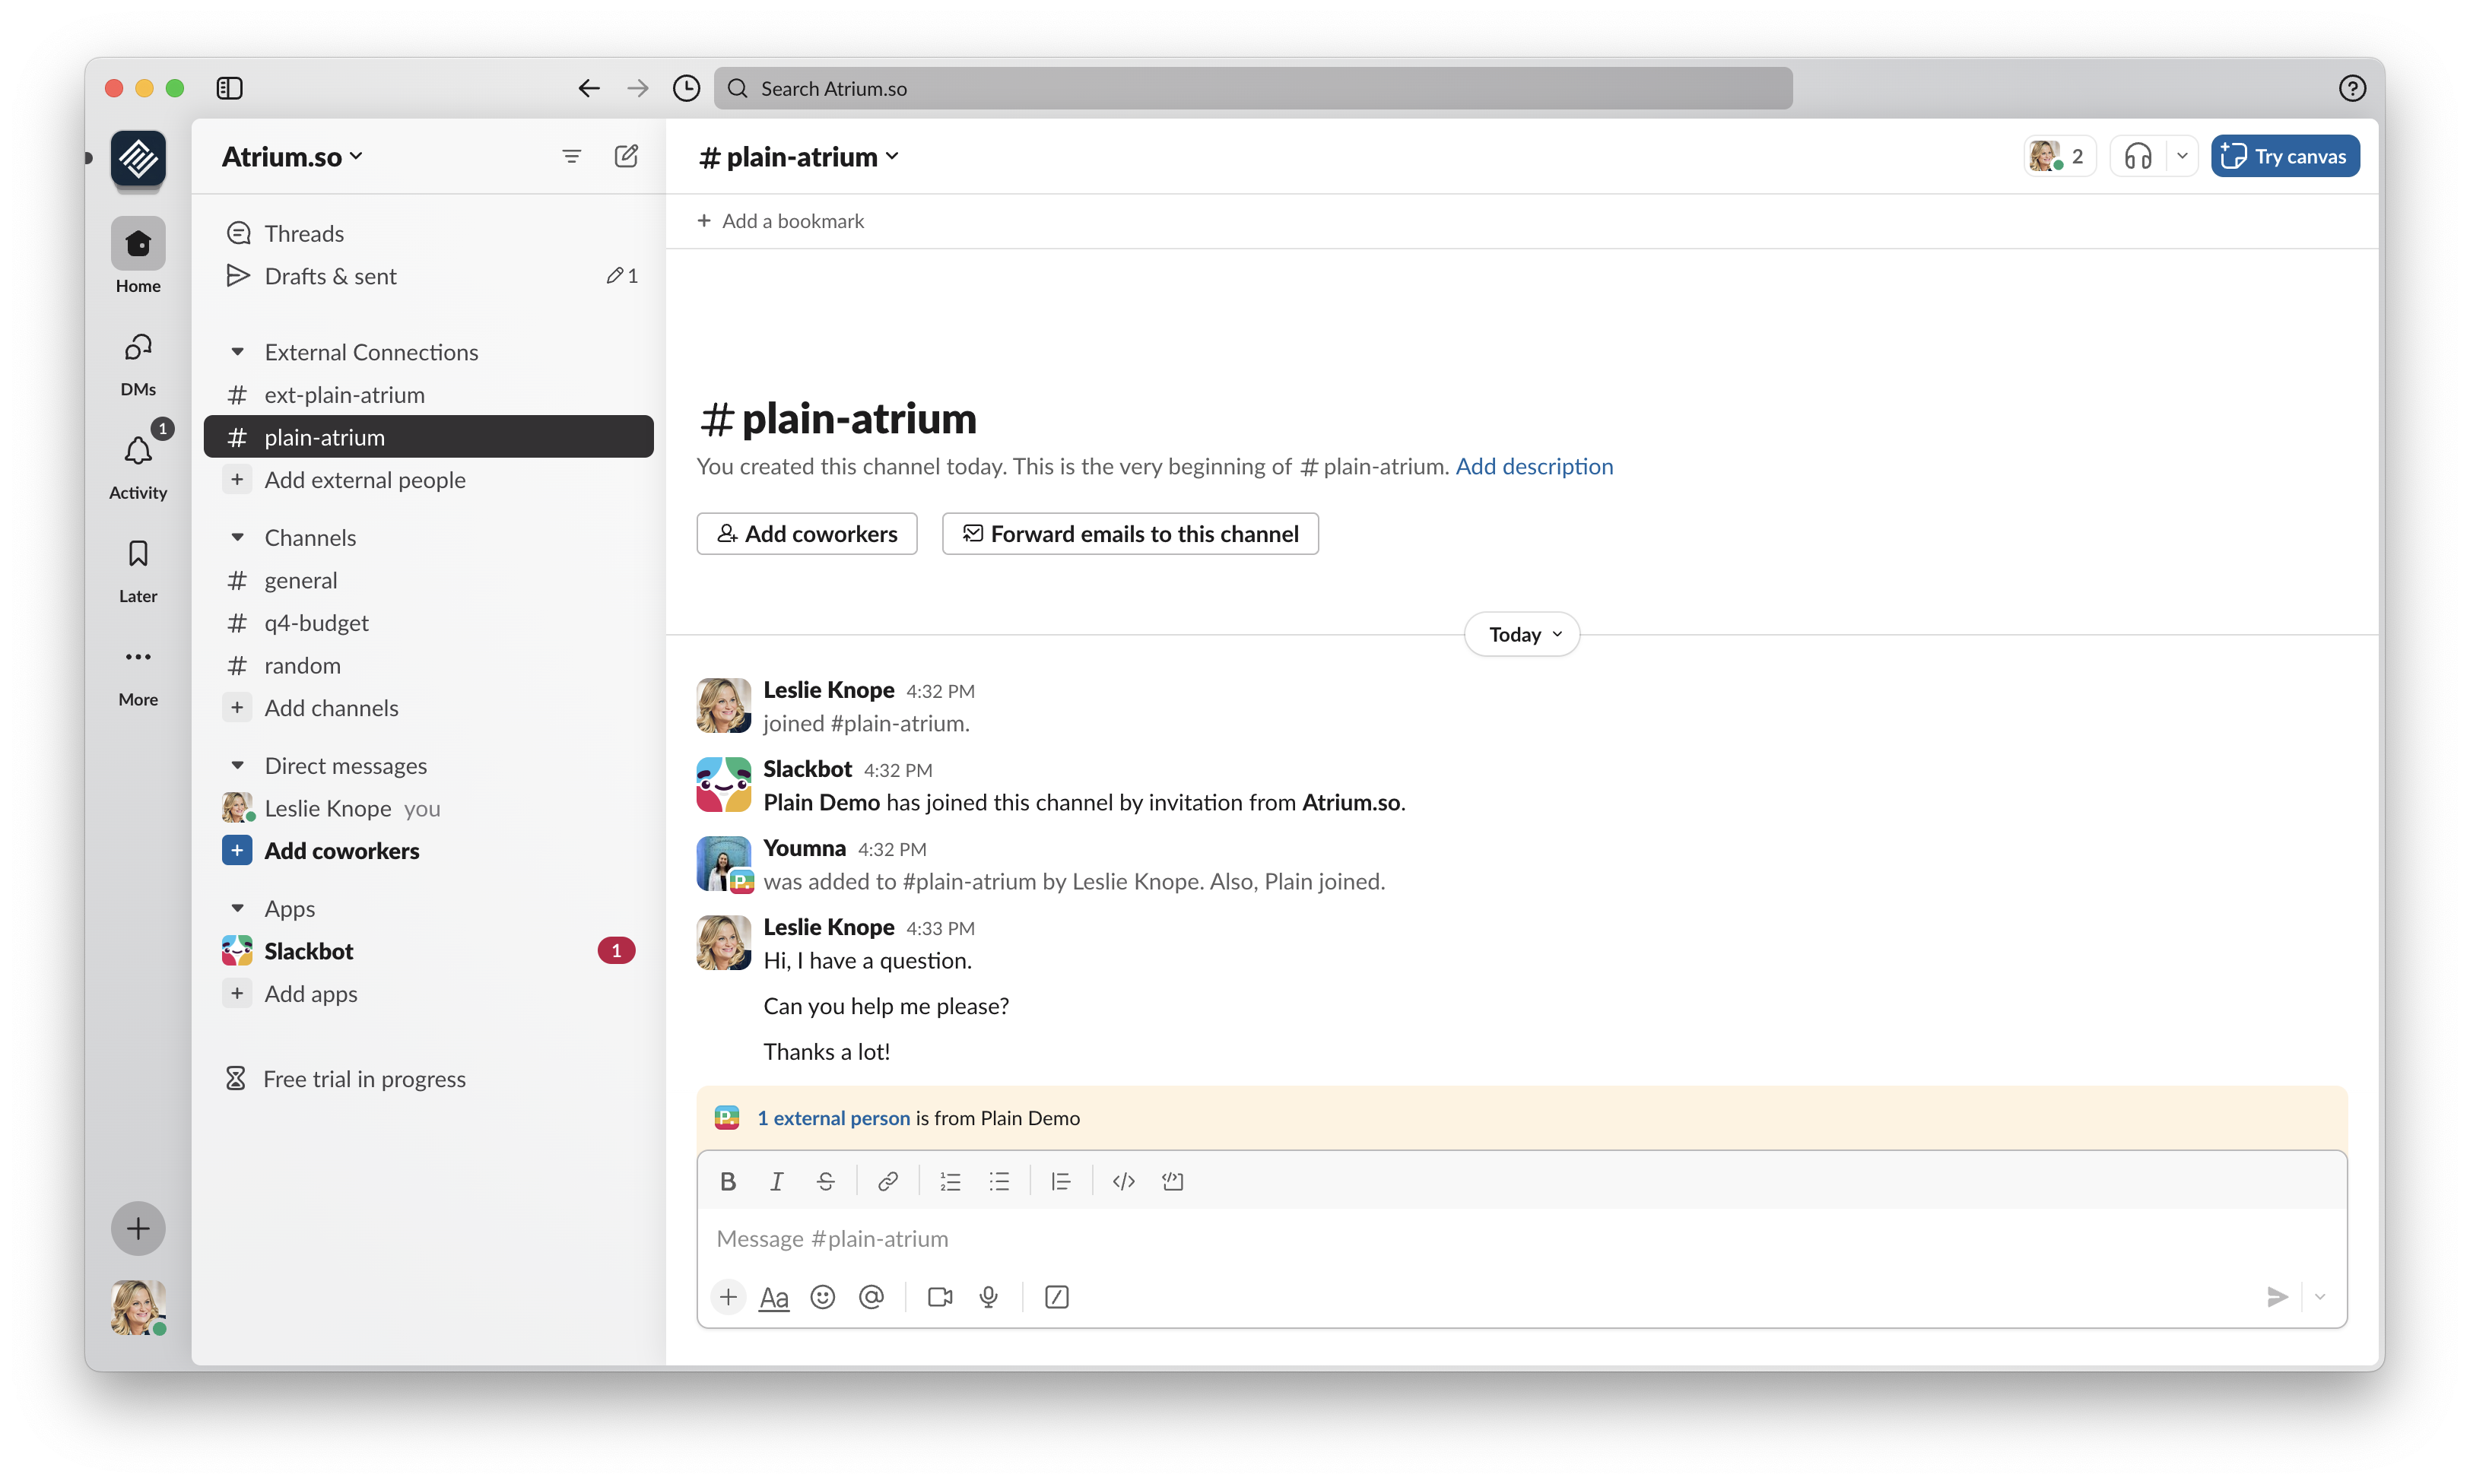 Search Atrium.so
Atrium.so
Home
DMs
1
Activity
Later
More
Threads
Drafts & sent
1
External Connections
# ext-plain-atrium
# plain-atrium
+ Add external people
Channels
# general
# q4-budget
# random
+ Add channels
Direct messages
Leslie Knope you
+ Add coworkers
Apps
Slackbot
1
+ Add apps
Free trial in progress
# plain-atrium
2
Try canvas
+ Add a bookmark
# plain-atrium
You created this channel today. This is the very beginning of # plain-atrium. Add description
Add coworkers
Forward emails to this channel
Today
Leslie Knope 4:32 PM
joined #plain-atrium.
Slackbot 4:32 PM
Plain Demo has joined this channel by invitation from Atrium.so.
Youmna 4:32 PM
was added to #plain-atrium by Leslie Knope. Also, Plain joined.
Leslie Knope 4:33 PM
Hi, I have a question.
Can you help me please?
Thanks a lot!
1 external person is from Plain Demo
B I S
Message #plain-atrium
+ Aa @